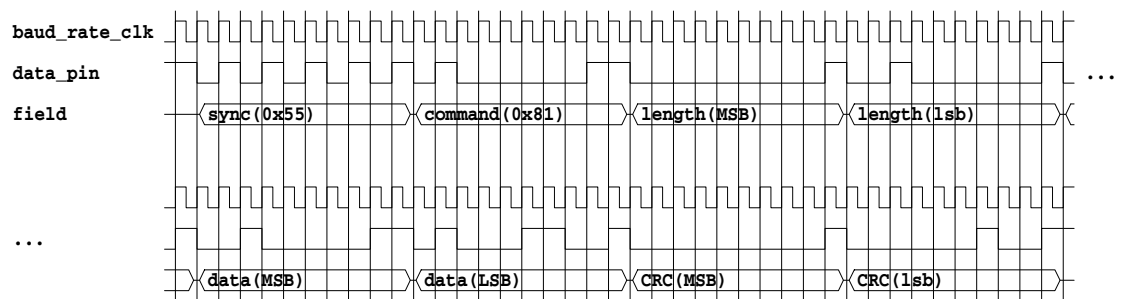 baud_rate_clk
data_pin ...
field sync(0x55) command(0x81) length(MSB) length(lsb)
...
data(MSB) data(LSB) CRC(MSB) CRC(lsb)